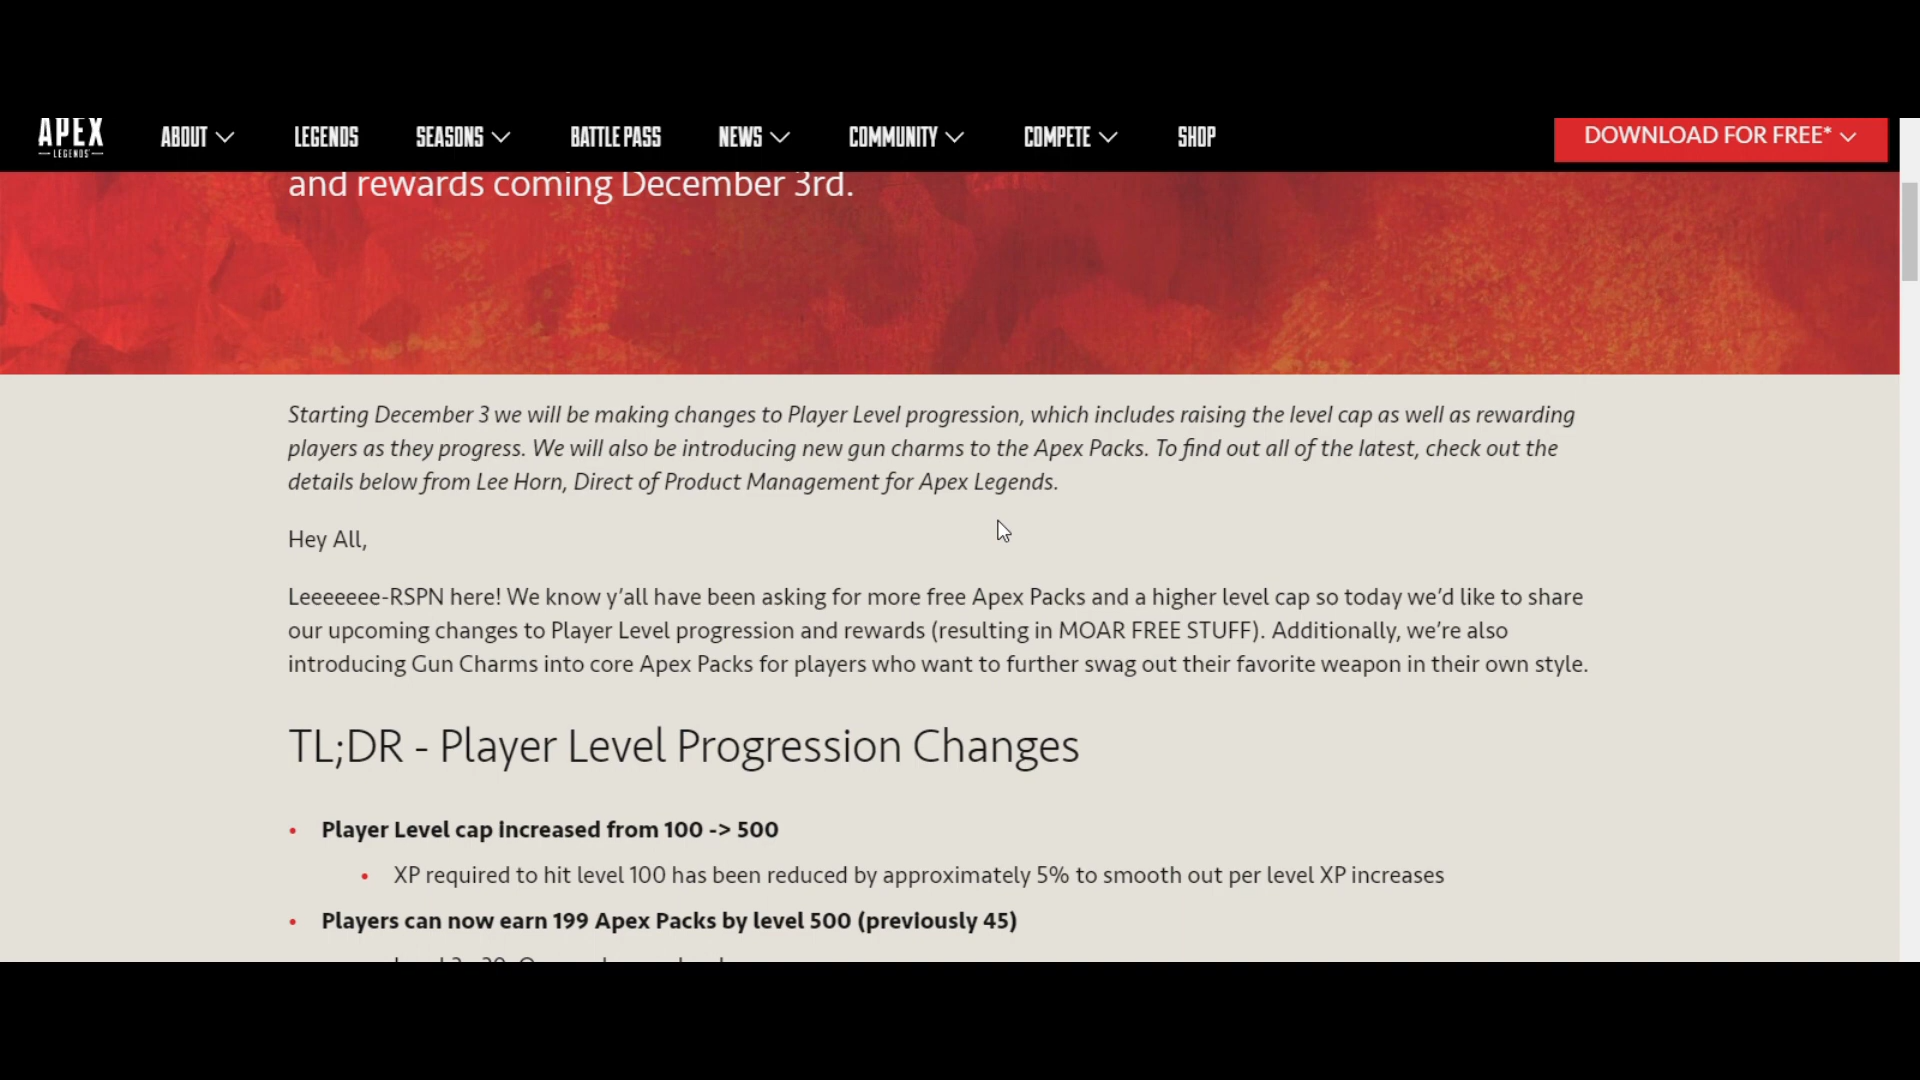 APEX
LEGENDS
ABOUT
LEGENDS
SEASONS
BATTLE PASS
NEWS
COMMUNITY
COMPETE
SHOP
DOWNLOAD FOR FREE*
and rewards coming December 3rd.
Starting December 3 we will be making changes to Player Level progression, which includes raising the level cap as well as rewarding
players as they progress. We will also be introducing new gun charms to the Apex Packs. To find out all of the latest, check out the
details below from Lee Horn, Direct of Product Management for Apex Legends.
Hey All,
Leeeeeee-RSPN here! We know y’all have been asking for more free Apex Packs and a higher level cap so today we’d like to share
our upcoming changes to Player Level progression and rewards (resulting in MOAR FREE STUFF). Additionally, we’re also
introducing Gun Charms into core Apex Packs for players who want to further swag out their favorite weapon in their own style.
TL;DR - Player Level Progression Changes
• Player Level cap increased from 100 -> 500
• XP required to hit level 100 has been reduced by approximately 5% to smooth out per level XP increases
• Players can now earn 199 Apex Packs by level 500 (previously 45)